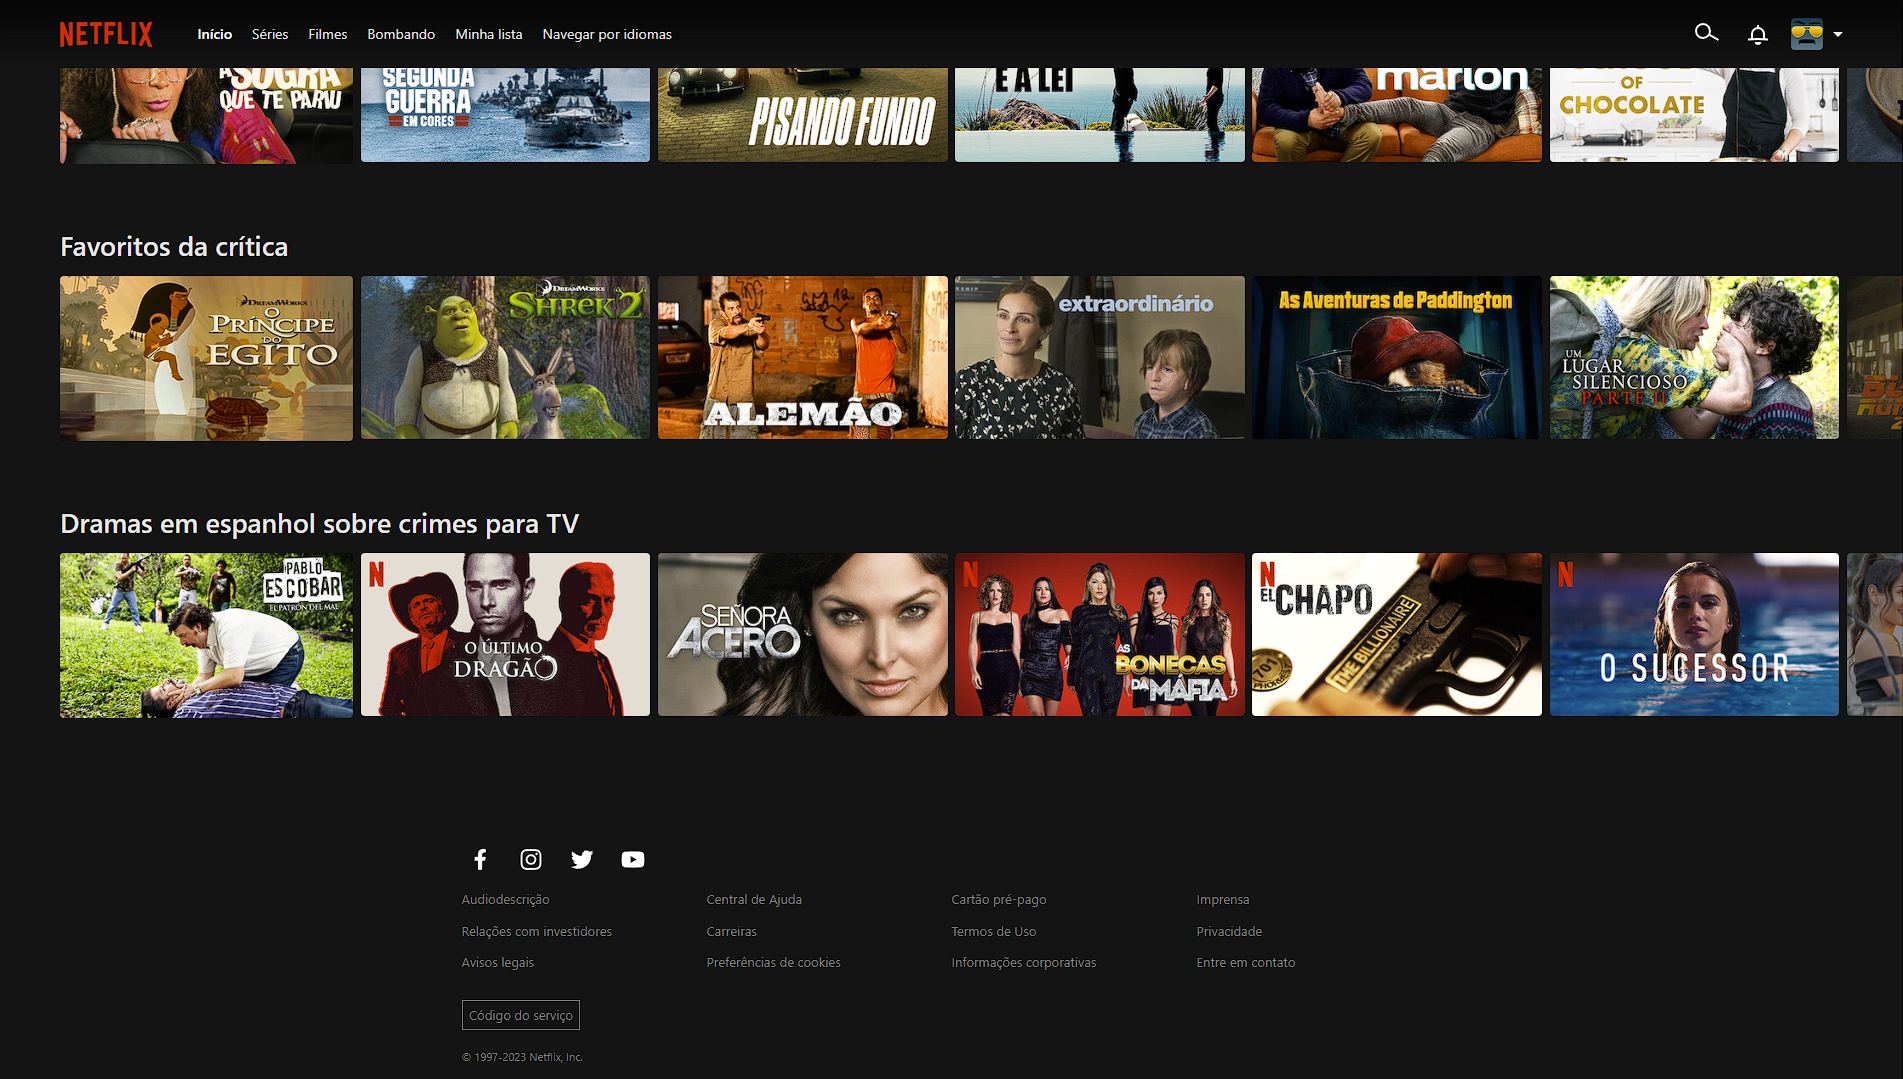 NETFLIX
Início Séries Filmes Bombando Minha lista Navegar por idiomas
A SOGRA
QUE TE PARIU
SEGUNDA
GUERRA
EM CORES
PISANDO FUNDO
E A LEI
marlon
OF
CHOCOLATE
Favoritos da crítica
DREAMWORKS
O
PRÍNCIPE
DO
EGITO
DREAMWORKS
SHREK 2
ALEMÃO
extraordinário
As Aventuras de Paddington
UM
LUGAR
SILENCIOSO
PARTE II
Dramas em espanhol sobre crimes para TV
PABLO
ESCOBAR
EL PATRÓN DEL MAL
N
O ÚLTIMO
DRAGÃO
SEÑORA
ACERO
N
AS
BONECAS
DA MÁFIA
N
EL CHAPO
THE BILLIONAIRE
701
N
O SUCESSOR
Audiodescrição
Central de Ajuda
Cartão pré-pago
Imprensa
Relações com investidores
Carreiras
Termos de Uso
Privacidade
Avisos legais
Preferências de cookies
Informações corporativas
Entre em contato
Código do serviço
© 1997-2023 Netflix, Inc.